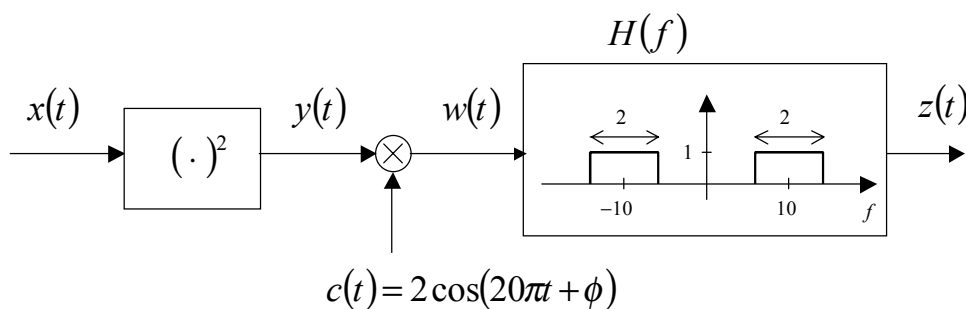 H(f)
x(t)
y(t)
w(t)
z(t)
(·)²
2
2
1
−10
10
f
c(t) = 2cos(20πt + ϕ)